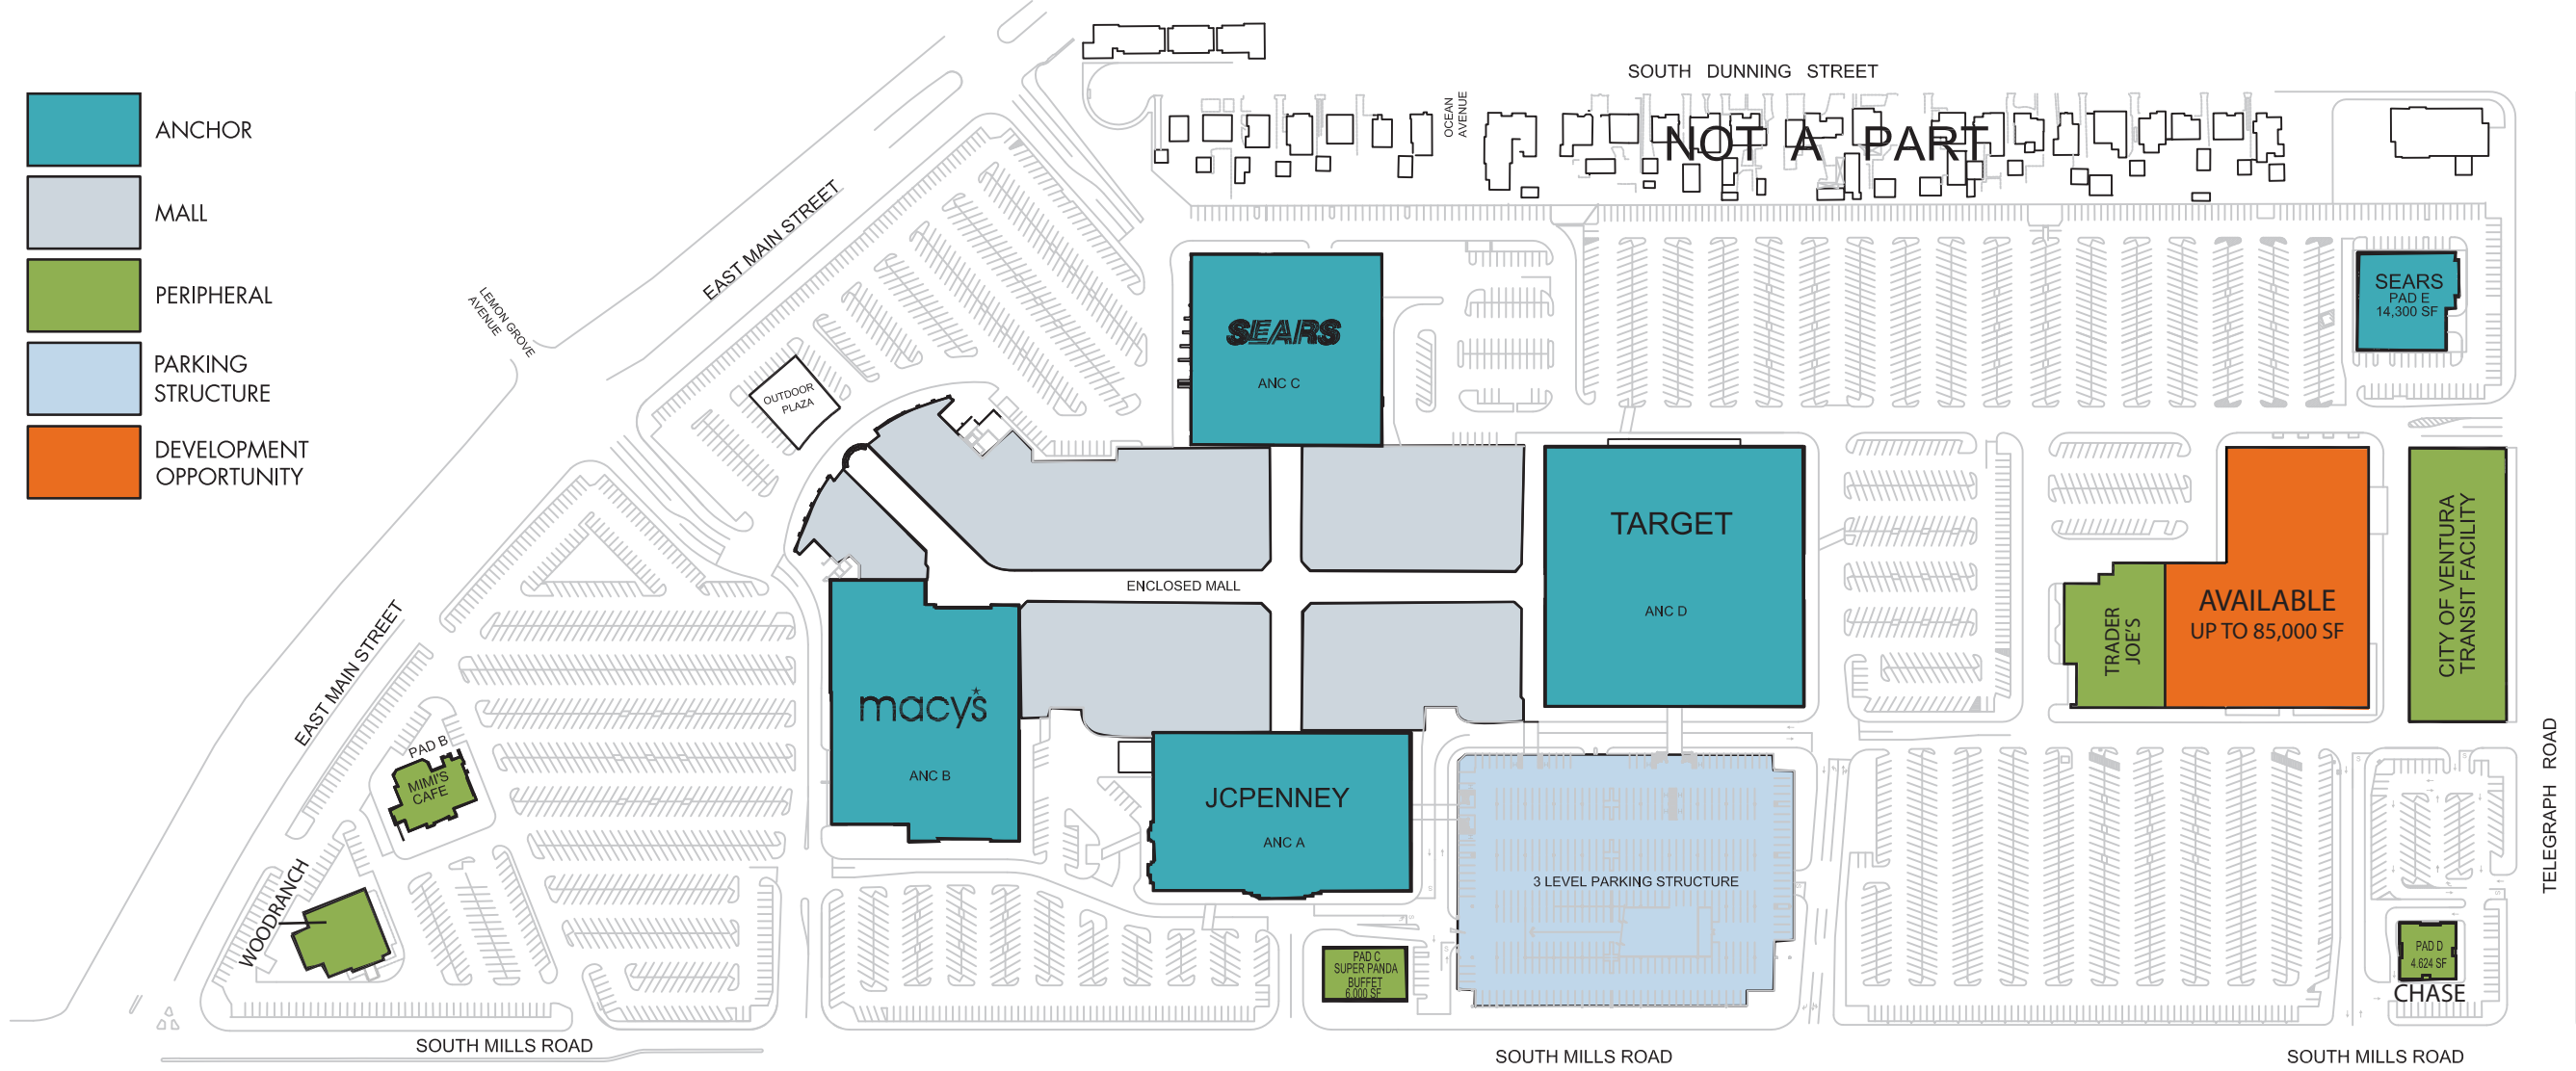 ANCHOR
MALL
PERIPHERAL
PARKING
STRUCTURE
DEVELOPMENT
OPPORTUNITY
SOUTH DUNNING STREET
OCEAN
AVENUE
NOT A PART
EAST MAIN STREET
LEMON GROVE
AVENUE
OUTDOOR
PLAZA
SEARS
ANC C
SEARS
PAD E
14,300 SF
TARGET
ANC D
ENCLOSED MALL
macy's
ANC B
JCPENNEY
ANC A
TRADER
JOE'S
AVAILABLE
UP TO 85,000 SF
CITY OF VENTURA
TRANSIT FACILITY
EAST MAIN STREET
PAD B
MIMI'S
CAFE
WOODRANCH
3 LEVEL PARKING STRUCTURE
PAD C
SUPER PANDA
BUFFET
6,000 SF
PAD D
4.624 SF
CHASE
TELEGRAPH ROAD
SOUTH MILLS ROAD
SOUTH MILLS ROAD
SOUTH MILLS ROAD